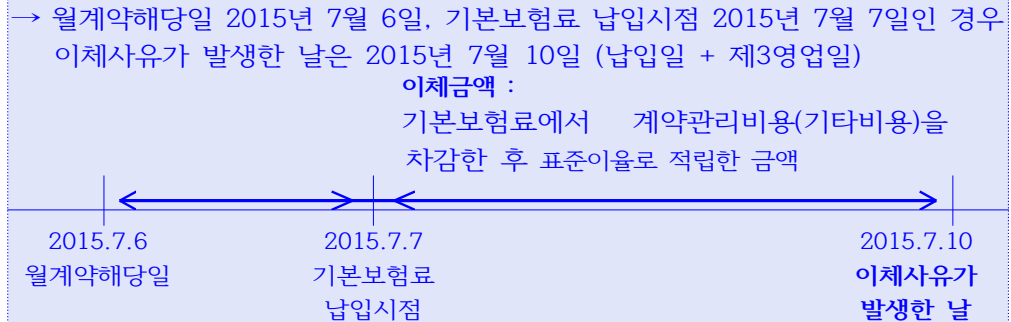 → 월계약해당일 2015년 7월 6일, 기본보험료 납입시점 2015년 7월 7일인 경우
이체사유가 발생한 날은 2015년 7월 10일 (납입일 + 제3영업일)
이체금액 :
기본보험료에서 계약관리비용(기타비용)을
차감한 후 표준이율로 적립한 금액
2015.7.6 2015.7.7 2015.7.10
월계약해당일 기본보험료 이체사유가
납입시점 발생한 날